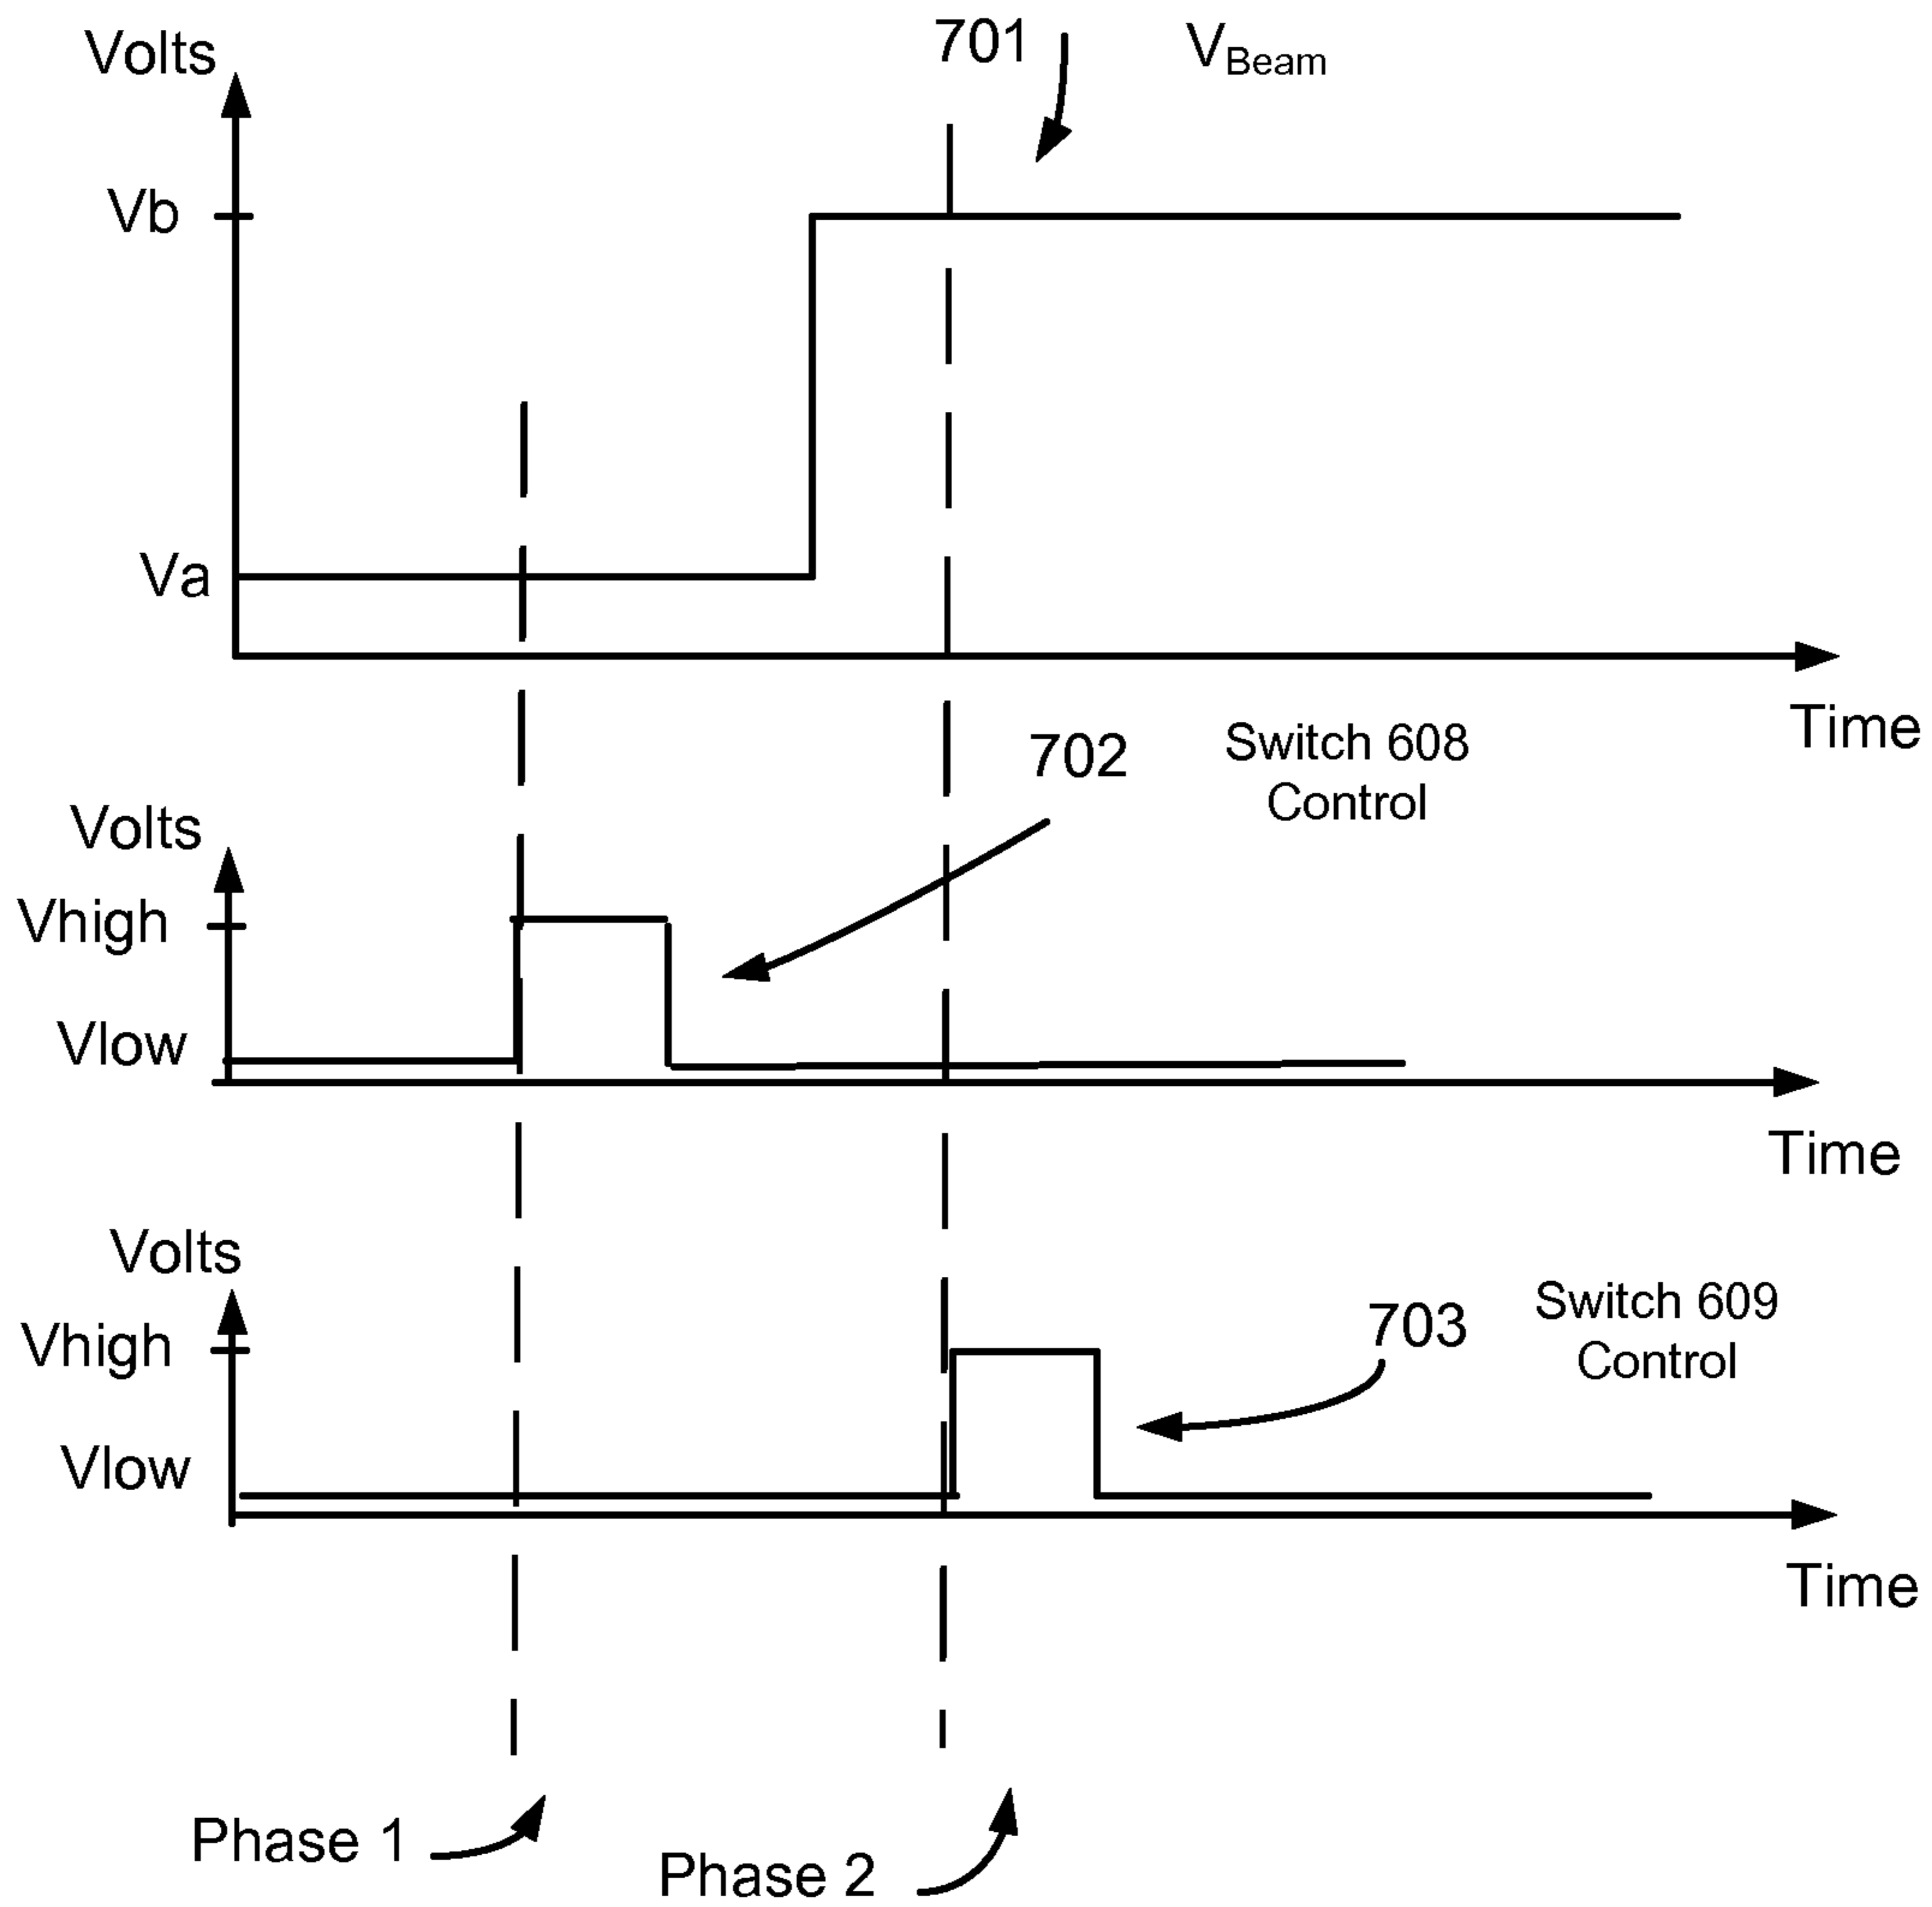 Volts
701
VBeam
Vb
Va
Time
702
Switch 608
Control
Volts
Vhigh
Vlow
Time
Volts
Vhigh
703
Switch 609
Control
Vlow
Time
Phase 1
Phase 2